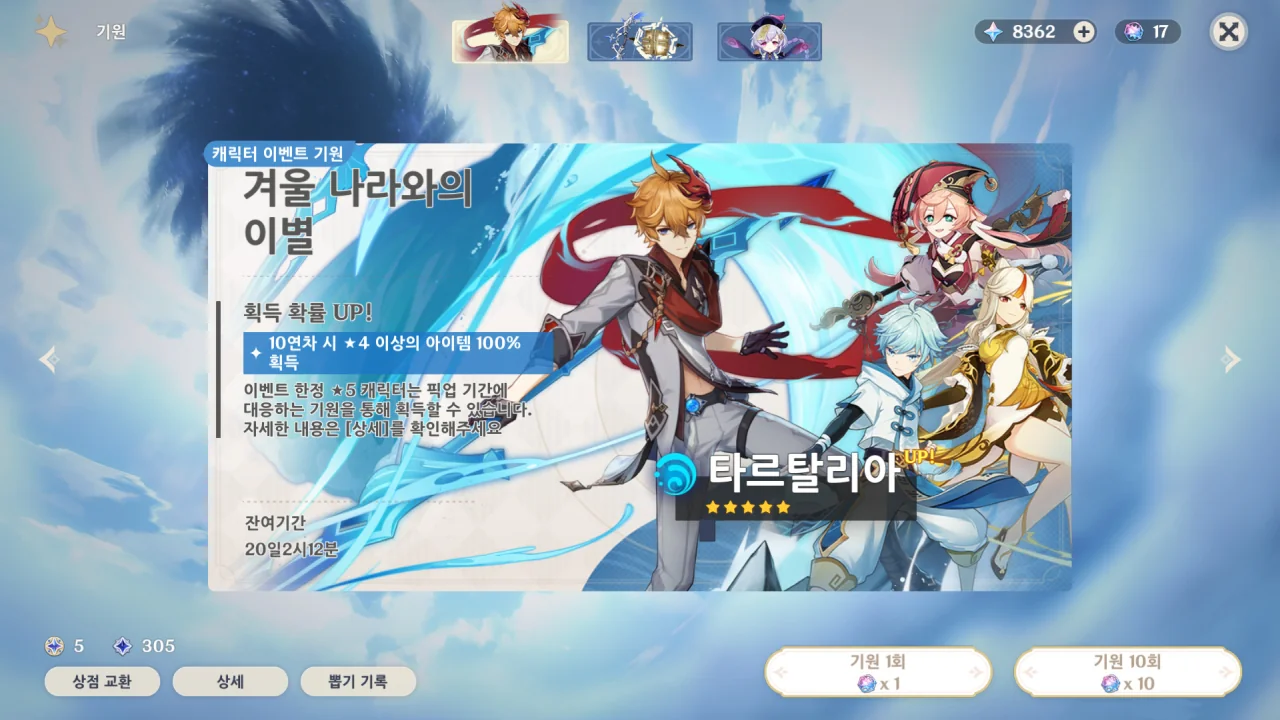 기원
8362
17
캐릭터 이벤트 기원
겨울 나라와의
이별
획득 확률 UP!
10연차 시 ★4 이상의 아이템 100%
획득
이벤트 한정 ★5 캐릭터는 픽업 기간에
대응하는 기원을 통해 획득할 수 있습니다.
자세한 내용은 [상세]를 확인해주세요
타르탈리아 UP!
잔여기간
20일2시12분
5
305
상점 교환
상세
뽑기 기록
기원 1회
x 1
기원 10회
x 10